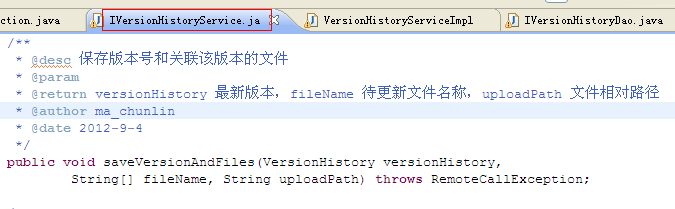 ction.java IVersionHistoryService.ja VersionHistoryServiceImpl IVersionHistoryDao.java
/**
* @desc 保存版本号和关联该版本的文件
* @param
* @return versionHistory 最新版本，fileName 待更新文件名称，uploadPath 文件相对路径
* @author ma_chunlin
* @date 2012-9-4
*/
public void saveVersionAndFiles(VersionHistory versionHistory,
String[] fileName, String uploadPath) throws RemoteCallException;